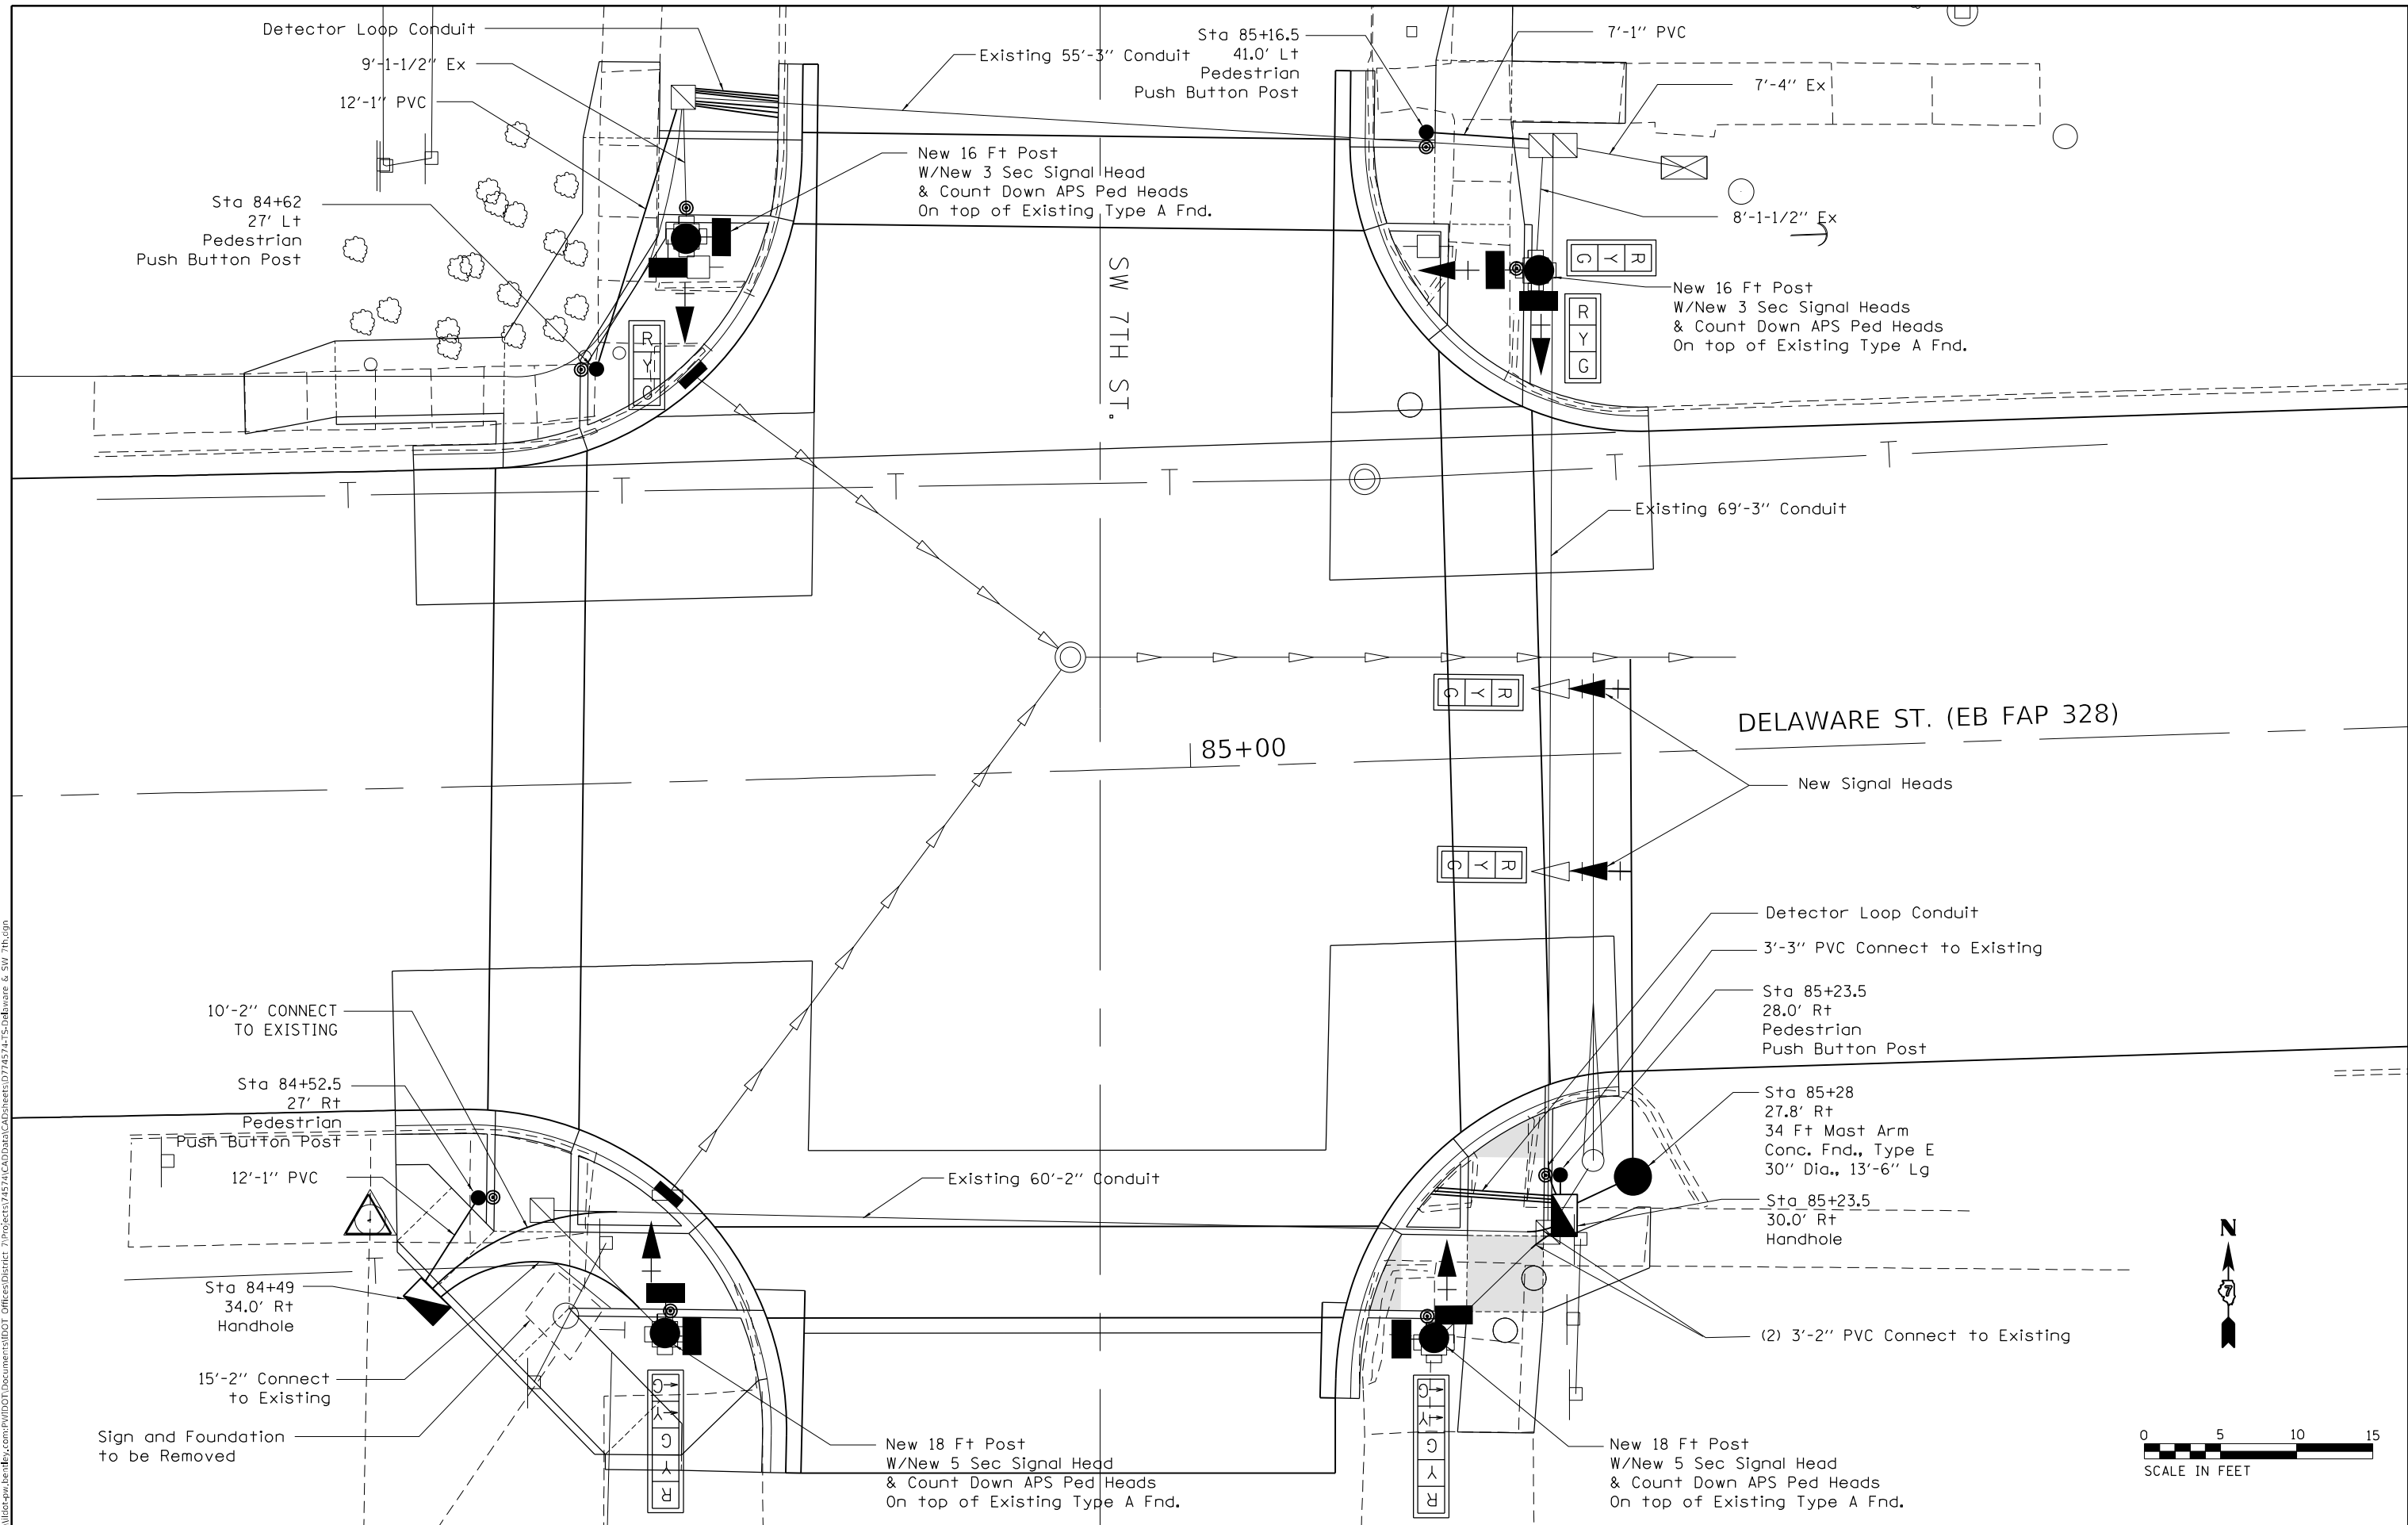 Detector Loop Conduit
9'-1-1/2" Ex
12'-1" PVC
Existing 55'-3" Conduit
Sta 85+16.5
41.0' Lt
Pedestrian
Push Button Post
7'-1" PVC
7'-4" Ex
8'-1-1/2" Ex
New 16 Ft Post
W/New 3 Sec Signal Head
& Count Down APS Ped Heads
On top of Existing Type A Fnd.
Sta 84+62
27' Lt
Pedestrian
Push Button Post
R
Y
G
SW 7TH ST.
G Y R
R
Y
G
New 16 Ft Post
W/New 3 Sec Signal Heads
& Count Down APS Ped Heads
On top of Existing Type A Fnd.
T T T T T T
Existing 69'-3" Conduit
G Y R
DELAWARE ST. (EB FAP 328)
85+00
New Signal Heads
G Y R
Detector Loop Conduit
3'-3" PVC Connect to Existing
Sta 85+23.5
28.0' Rt
Pedestrian
Push Button Post
Sta 85+28
27.8' Rt
34 Ft Mast Arm
Conc. Fnd., Type E
30" Dia., 13'-6" Lg
Sta 85+23.5
30.0' Rt
Handhole
(2) 3'-2" PVC Connect to Existing
10'-2" CONNECT
TO EXISTING
Sta 84+52.5
27' Rt
Pedestrian
Push Button Post
12'-1" PVC
Existing 60'-2" Conduit
Sta 84+49
34.0' Rt
Handhole
T
15'-2" Connect
to Existing
Sign and Foundation
to be Removed
G
Y
G
Y
R
New 18 Ft Post
W/New 5 Sec Signal Head
& Count Down APS Ped Heads
On top of Existing Type A Fnd.
G
Y
G
Y
R
New 18 Ft Post
W/New 5 Sec Signal Head
& Count Down APS Ped Heads
On top of Existing Type A Fnd.
N
7
0 5 10 15
SCALE IN FEET